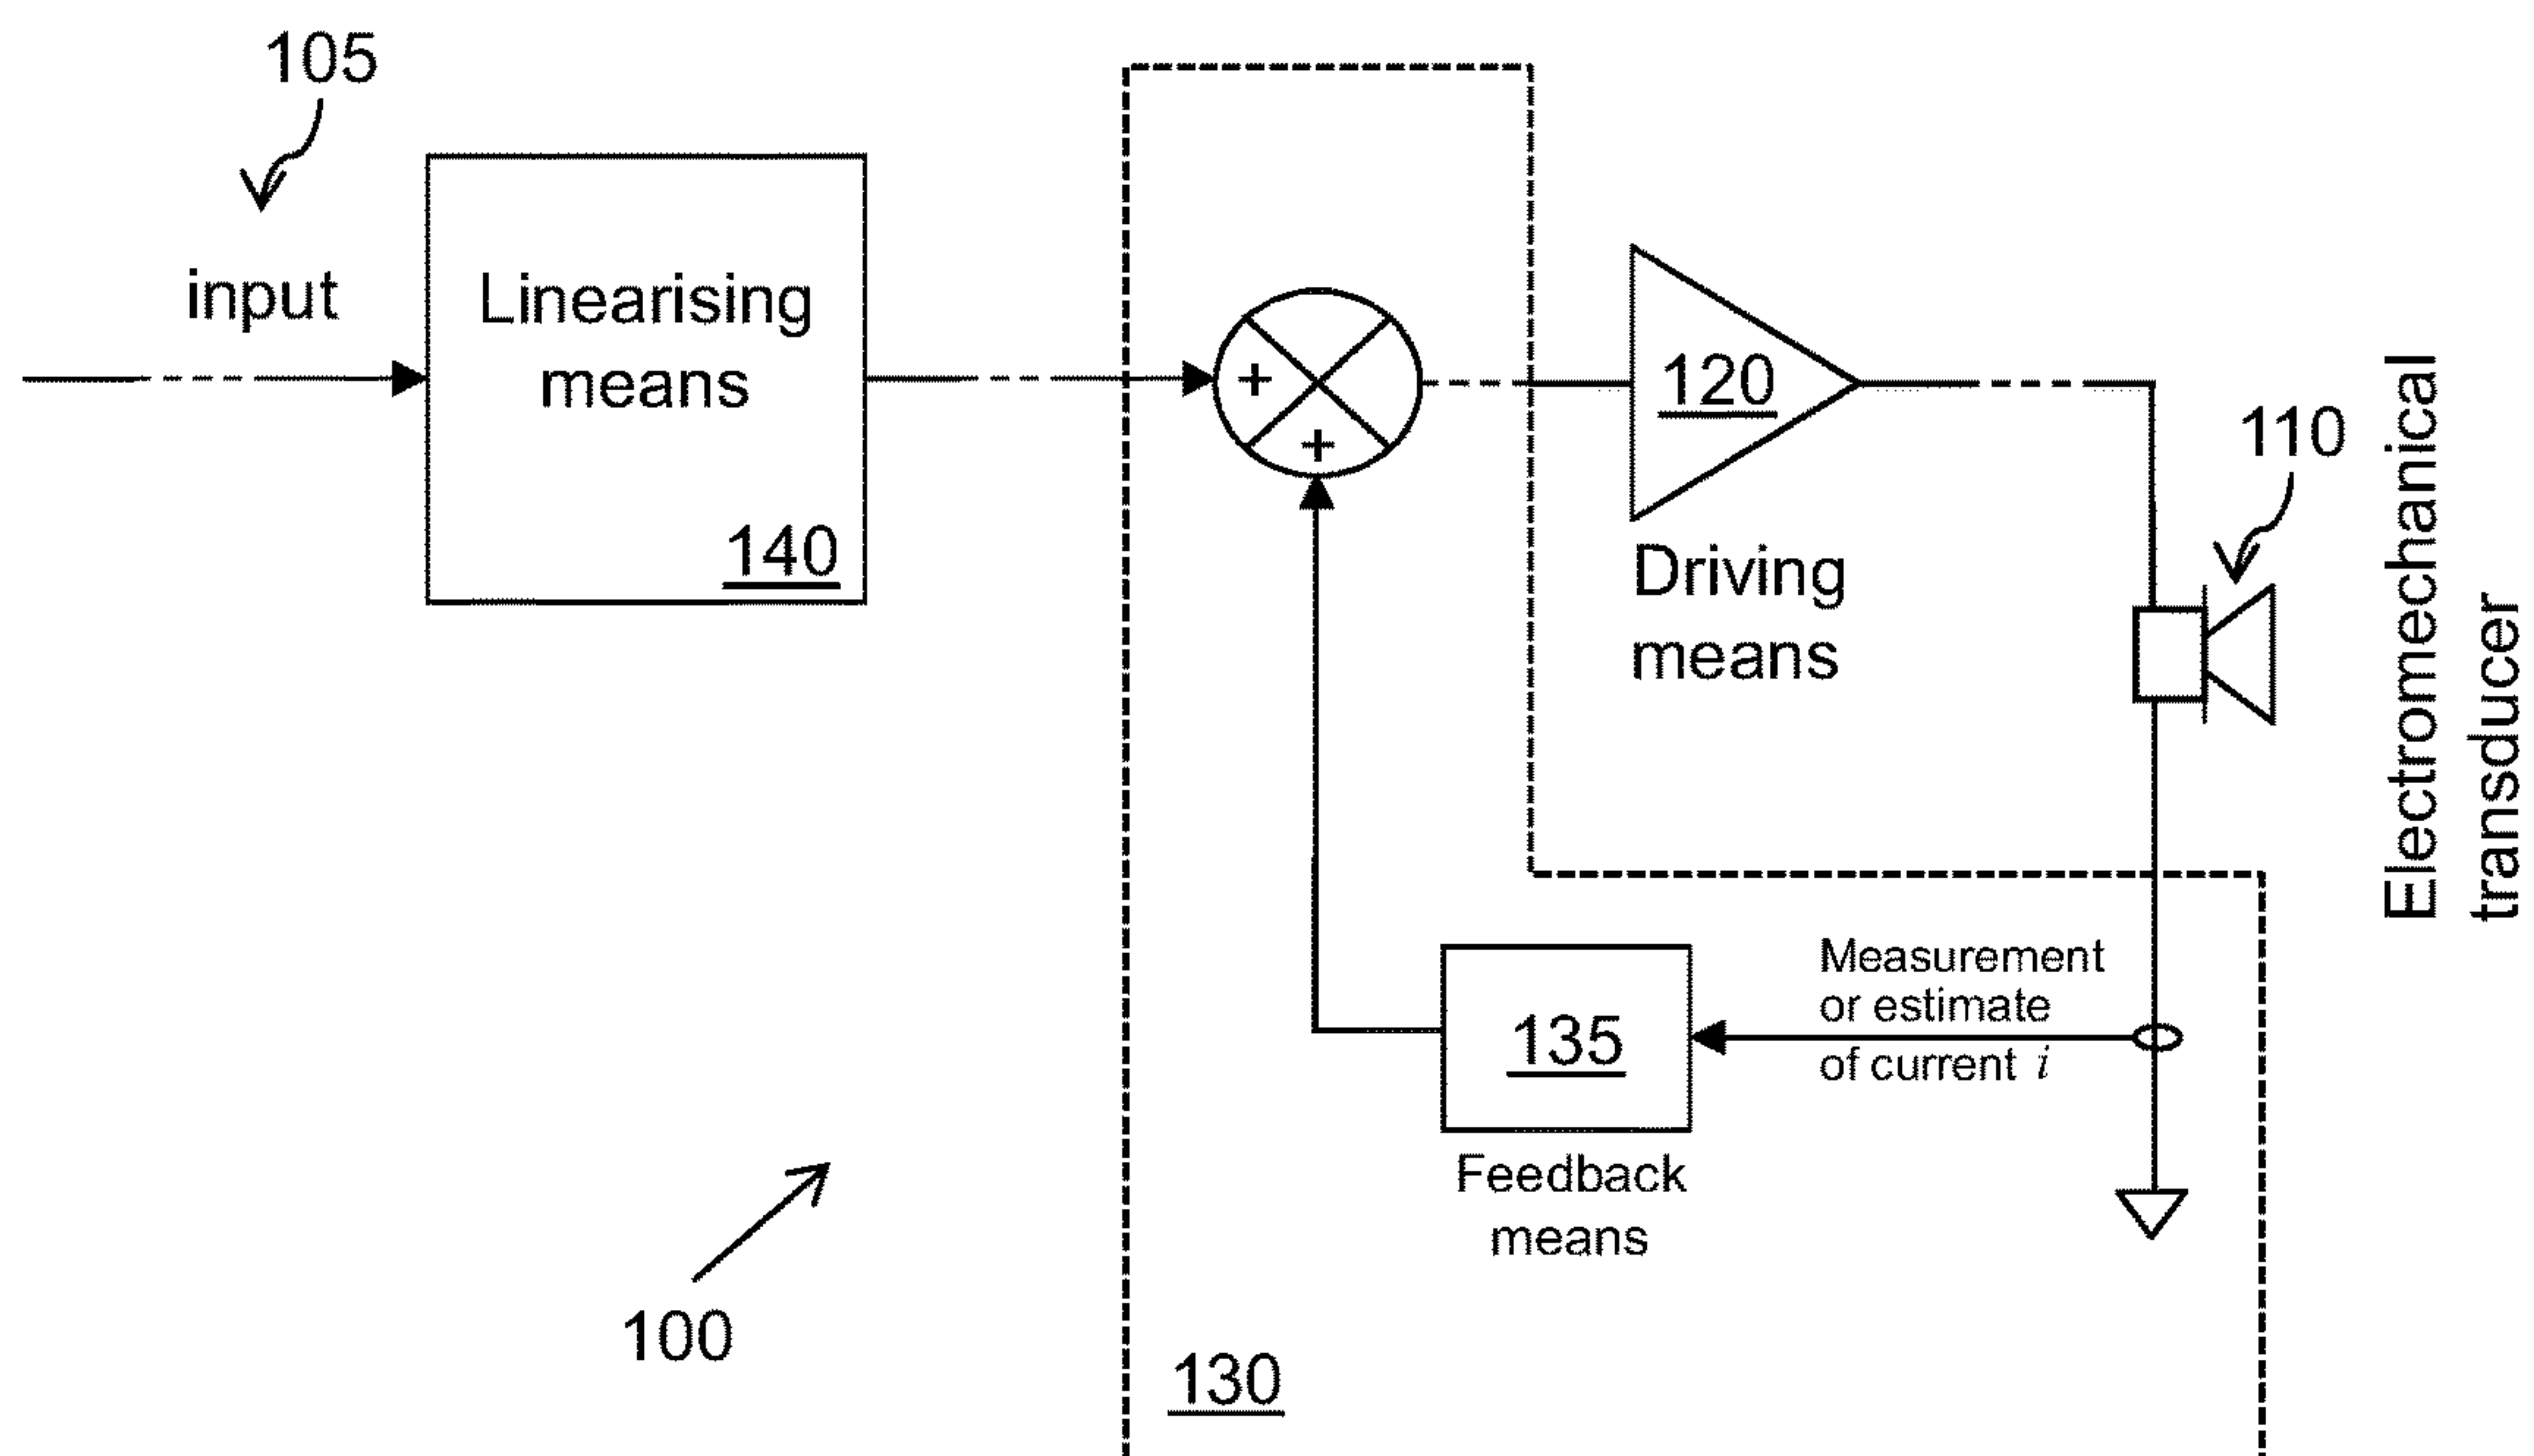 105
input
Linearising
means
140
+
+
120
Driving
means
110
Electromechanical
transducer
Measurement
or estimate
of current i
135
Feedback
means
100
130